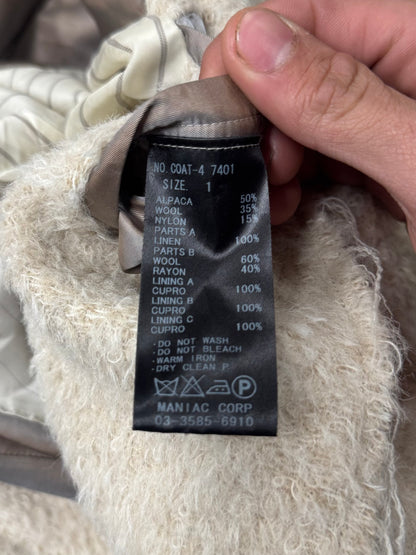 NO. COAT-4 7401
SIZE. 1
ALPACA 50%
WOOL 35%
NYLON 15%
PARTS A
LINEN 100%
PARTS B
WOOL 60%
RAYON 40%
LINING A
CUPRO 100%
LINING B
CUPRO 100%
LINING C
CUPRO 100%
·DO NOT WASH
·DO NOT BLEACH
·WARM IRON
·DRY CLEAN P
P
MANIAC CORP
03-3585-6910